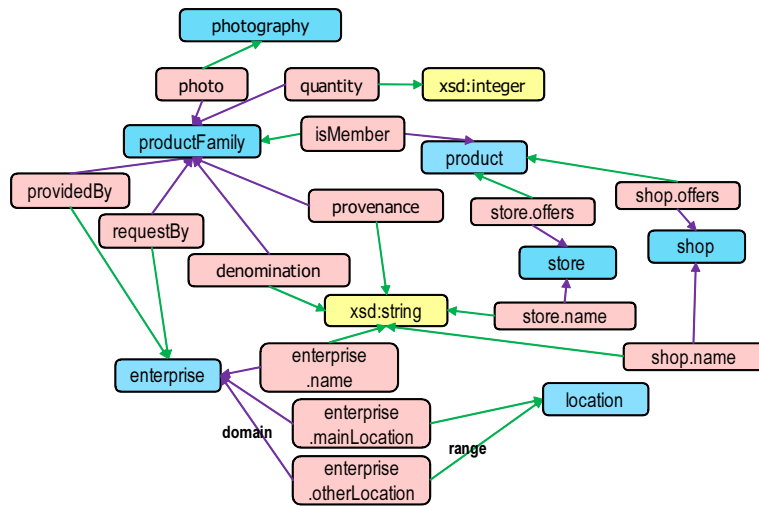 photography
photo
quantity
xsd:integer
productFamily
isMember
product
providedBy
provenance
store.offers
shop.offers
requestBy
shop
denomination
store
xsd:string
store.name
shop.name
enterprise
enterprise
.name
location
enterprise
.mainLocation
domain
range
enterprise
.otherLocation